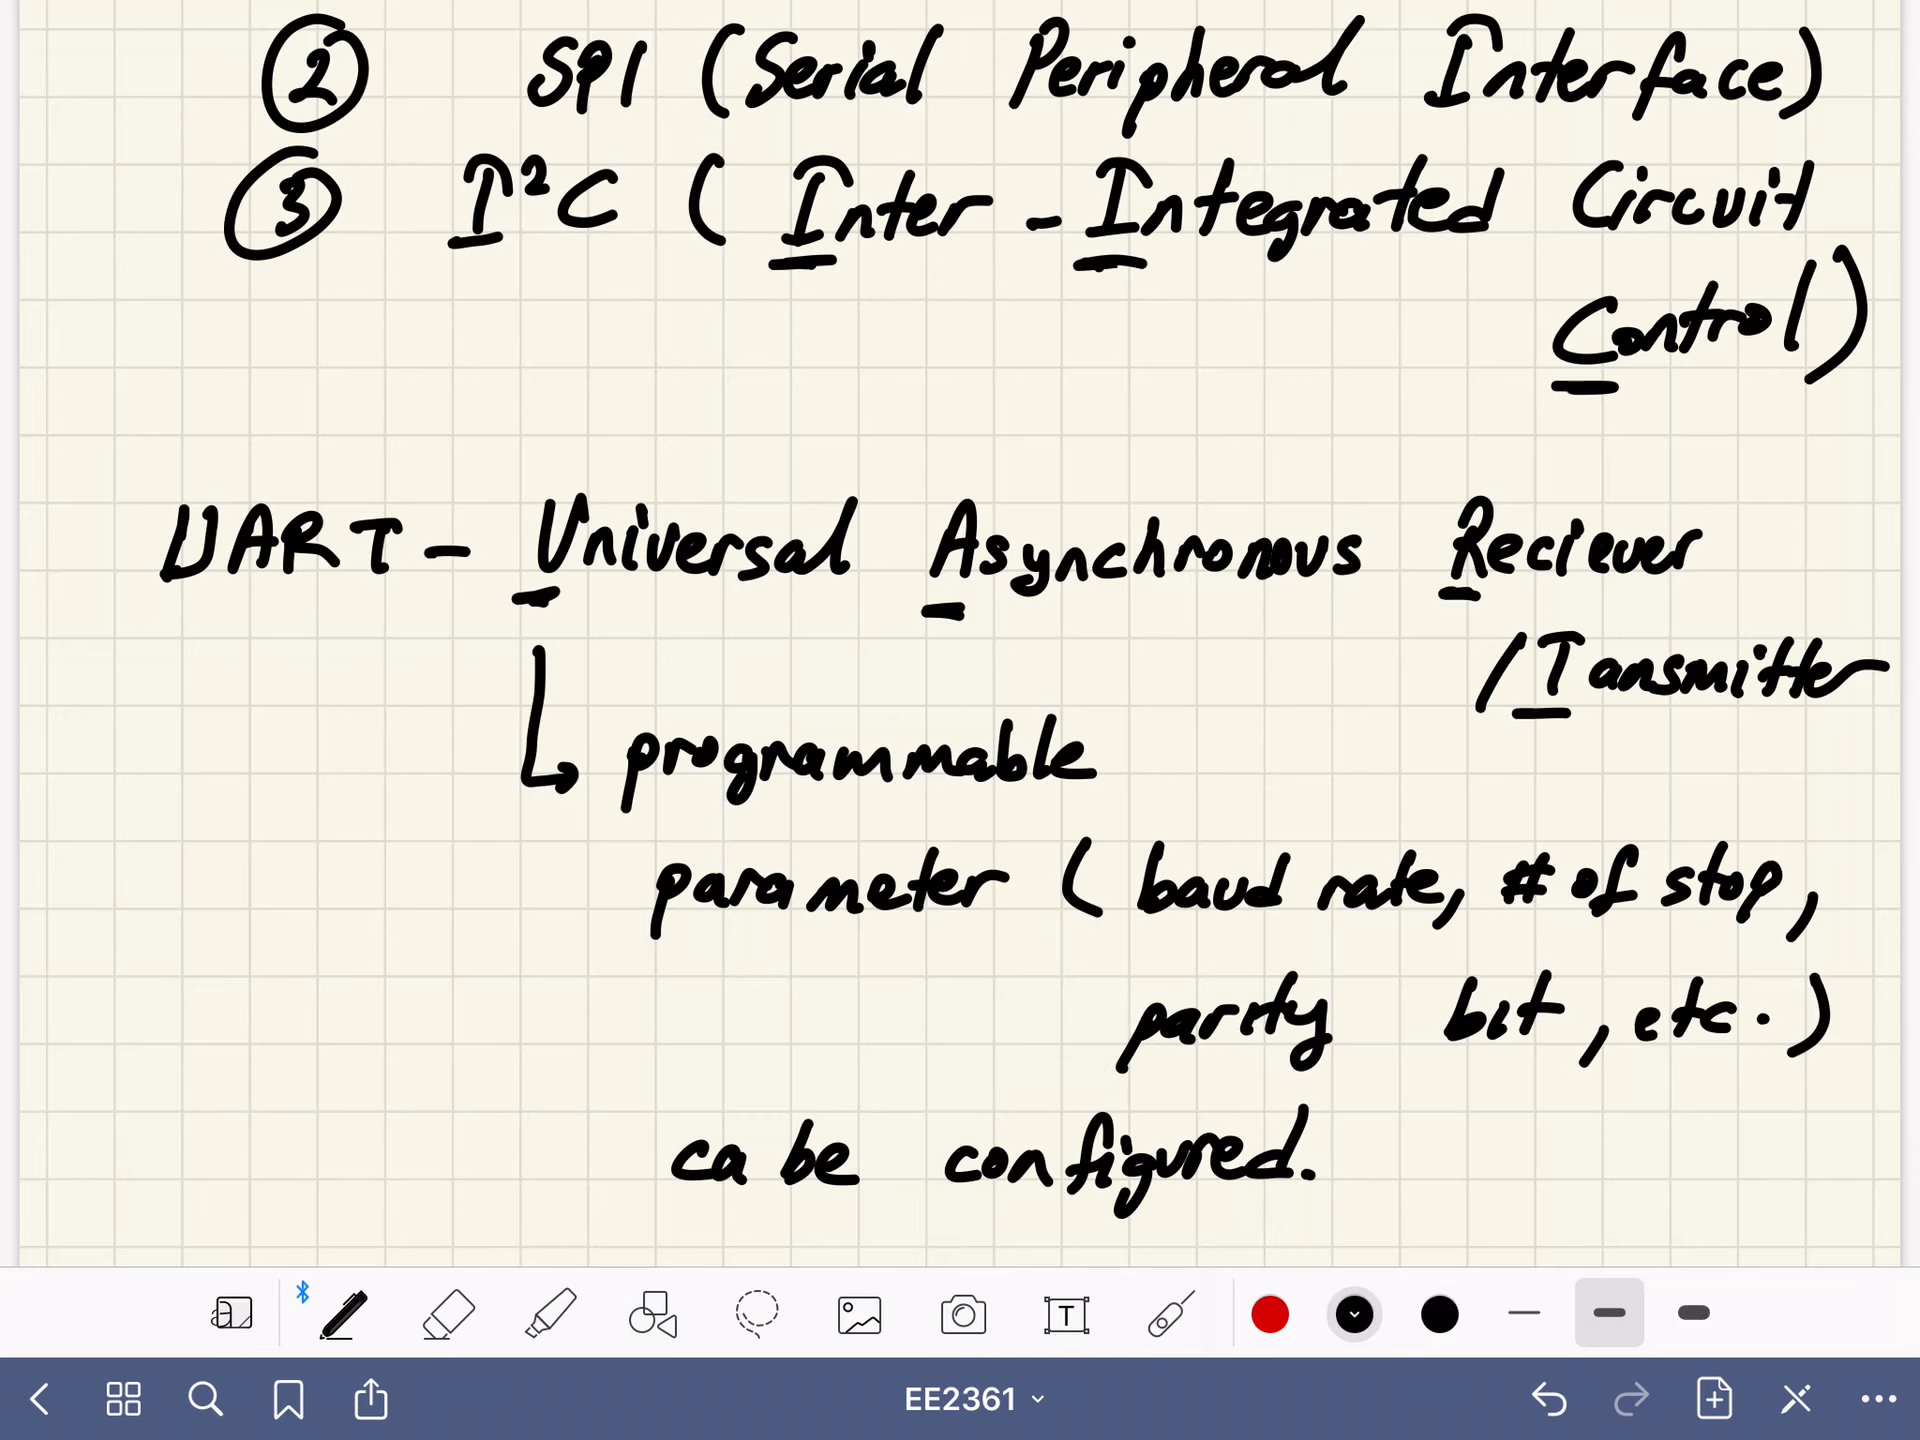 ② SPI (Serial Peripheral Interface)
③ I²C (Inter-Integrated Circuit
Control)
UART - Universal Asynchronous Reciever
/Tansmitter
↳ programmable
parameter (baud rate, # of stop,
parity bit, etc.)
ca be configured.
T
EE2361